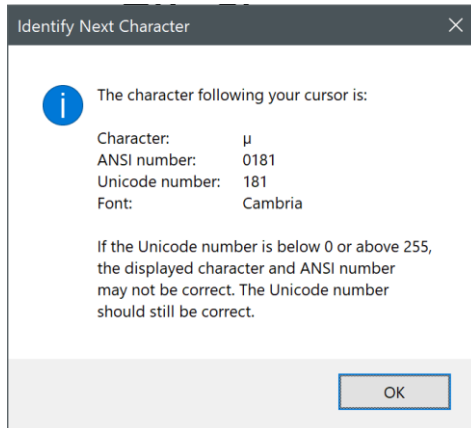 Identify Next Character
The character following your cursor is:
Character: µ
ANSI number: 0181
Unicode number: 181
Font: Cambria
If the Unicode number is below 0 or above 255,
the displayed character and ANSI number
may not be correct. The Unicode number
should still be correct.
OK